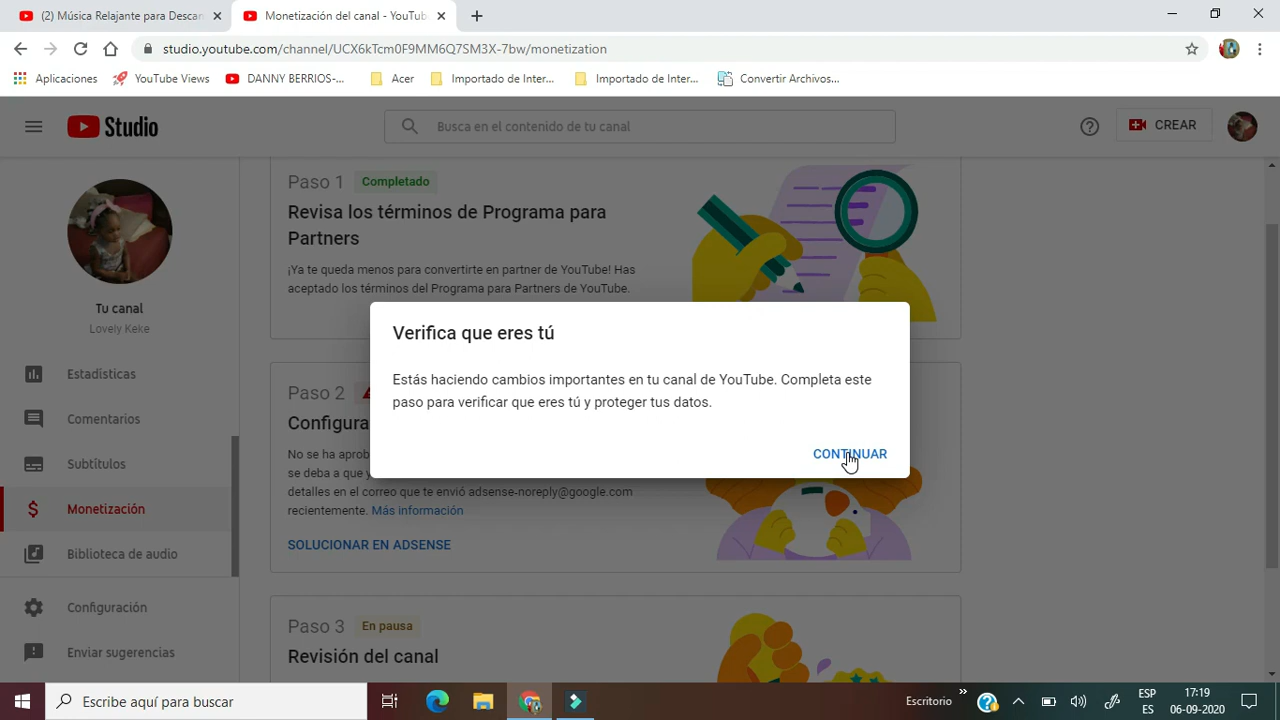 (2) Música Relajante para Descan
Monetización del canal - YouTub
studio.youtube.com/channel/UCX6kTcm0F9MM6Q7SM3X-7bw/monetization
Aplicaciones
YouTube Views
DANNY BERRIOS-...
Acer
Importado de Inter...
Importado de Inter...
Convertir Archivos...
Studio
Busca en el contenido de tu canal
CREAR
Tu canal
Lovely Keke
Estadísticas
Comentarios
Subtítulos
Monetización
Biblioteca de audio
Configuración
Enviar sugerencias
Paso 1 Completado
Revisa los términos de Programa para
Partners
¡Ya te queda menos para convertirte en partner de YouTube! Has
aceptado los términos del Programa para Partners de YouTube.
Verifica que eres tú
Estás haciendo cambios importantes en tu canal de YouTube. Completa este
paso para verificar que eres tú y proteger tus datos.
CONTINUAR
Paso 2
Configura
No se ha aprob
se deba a que y
detalles en el correo que te envió adsense-noreply@google.com
recientemente. Más información
SOLUCIONAR EN ADSENSE
Paso 3 En pausa
Revisión del canal
Escribe aquí para buscar
Escritorio
ESP
ES
17:19
06-09-2020